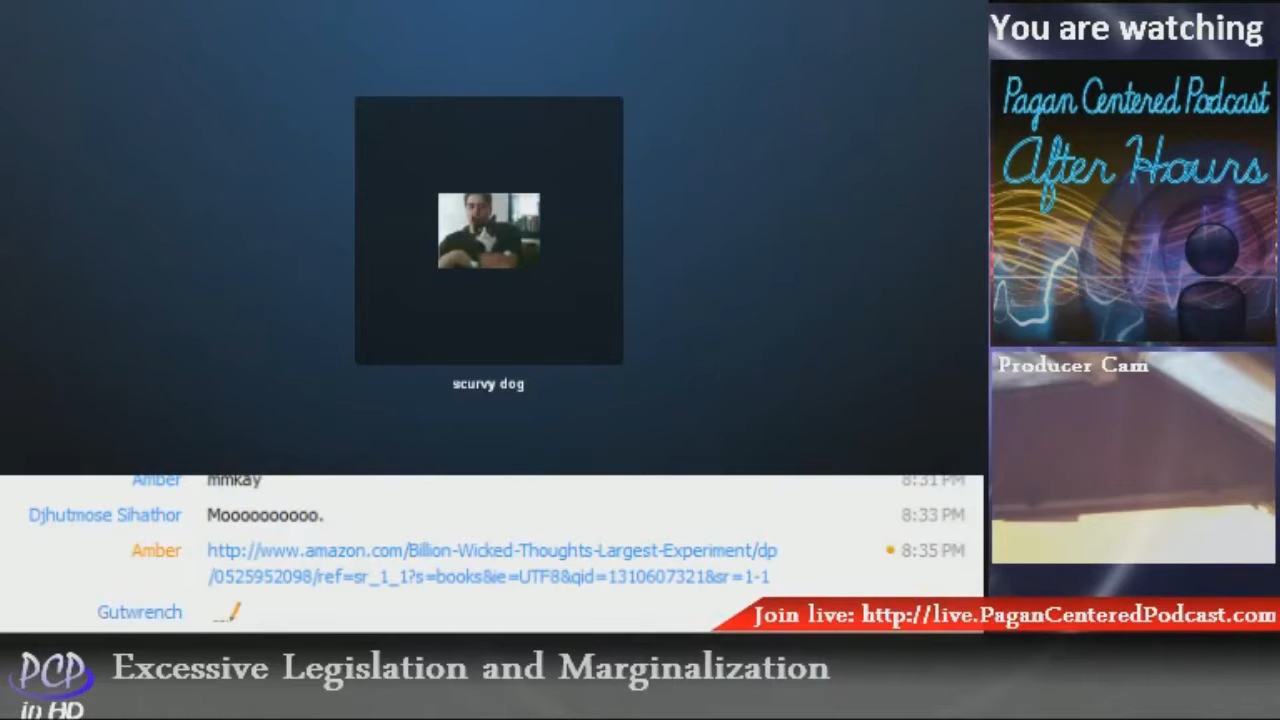 You are watching
Pagan Centered Podcast
After Hours
scurvy dog
Producer Cam
Amber mmkay 8:31 PM
Djhutmose Sihathor Moooooooooo. 8:33 PM
Amber http://www.amazon.com/Billion-Wicked-Thoughts-Largest-Experiment/dp 8:35 PM
/0525952098/ref=sr_1_1?s=books&ie=UTF8&qid=1310607321&sr=1-1
Gutwrench
Join live: http://live.PaganCenteredPodcast.com
PCP Excessive Legislation and Marginalization
in HD